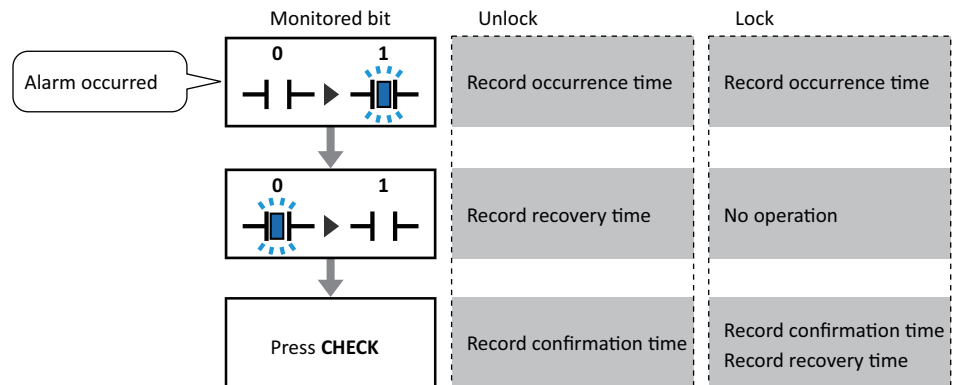 Monitored bit Unlock Lock
Alarm occurred
0 1
Record occurrence time Record occurrence time
0 1
Record recovery time No operation
Press CHECK Record confirmation time
Record confirmation time
Record recovery time